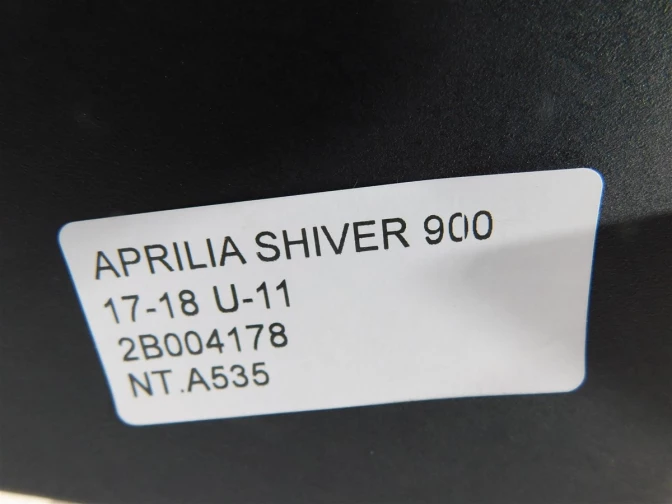 APRILIA SHIVER 900
17-18 U-11
2B004178
NT.A535